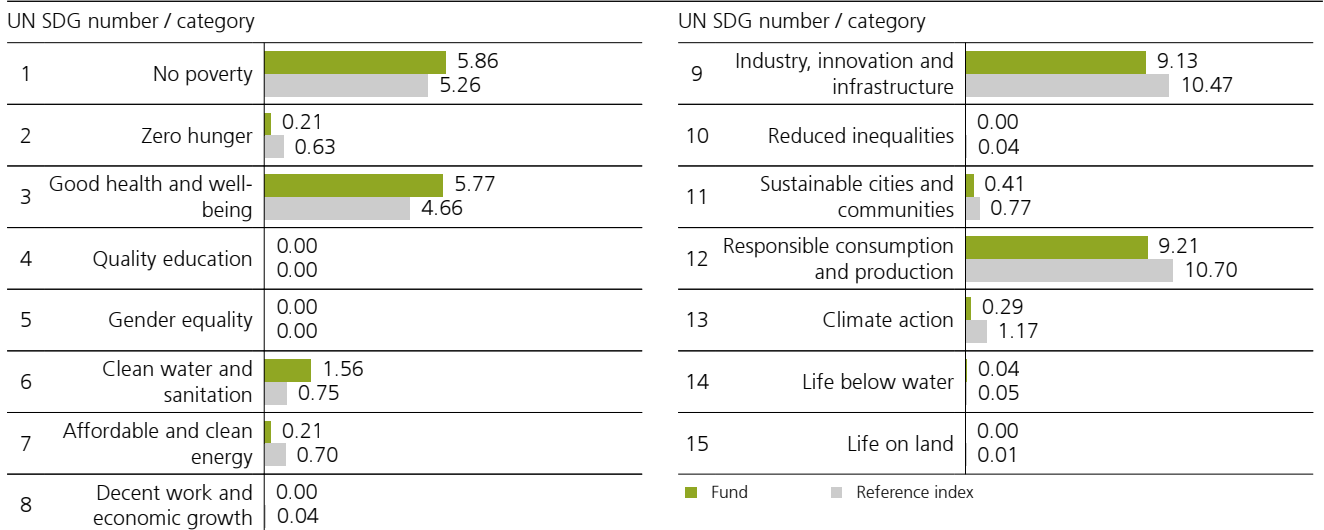 UN SDG number / category
1 No poverty 5.86
5.26
2 Zero hunger 0.21
0.63
3 Good health and well-
being 5.77
4.66
4 Quality education 0.00
0.00
5 Gender equality 0.00
0.00
6 Clean water and
sanitation 1.56
0.75
7 Affordable and clean
energy 0.21
0.70
8 Decent work and
economic growth 0.00
0.04
UN SDG number / category
9 Industry, innovation and
infrastructure 9.13
10.47
10 Reduced inequalities 0.00
0.04
11 Sustainable cities and
communities 0.41
0.77
12 Responsible consumption
and production 9.21
10.70
13 Climate action 0.29
1.17
14 Life below water 0.04
0.05
15 Life on land 0.00
0.01
Fund Reference index